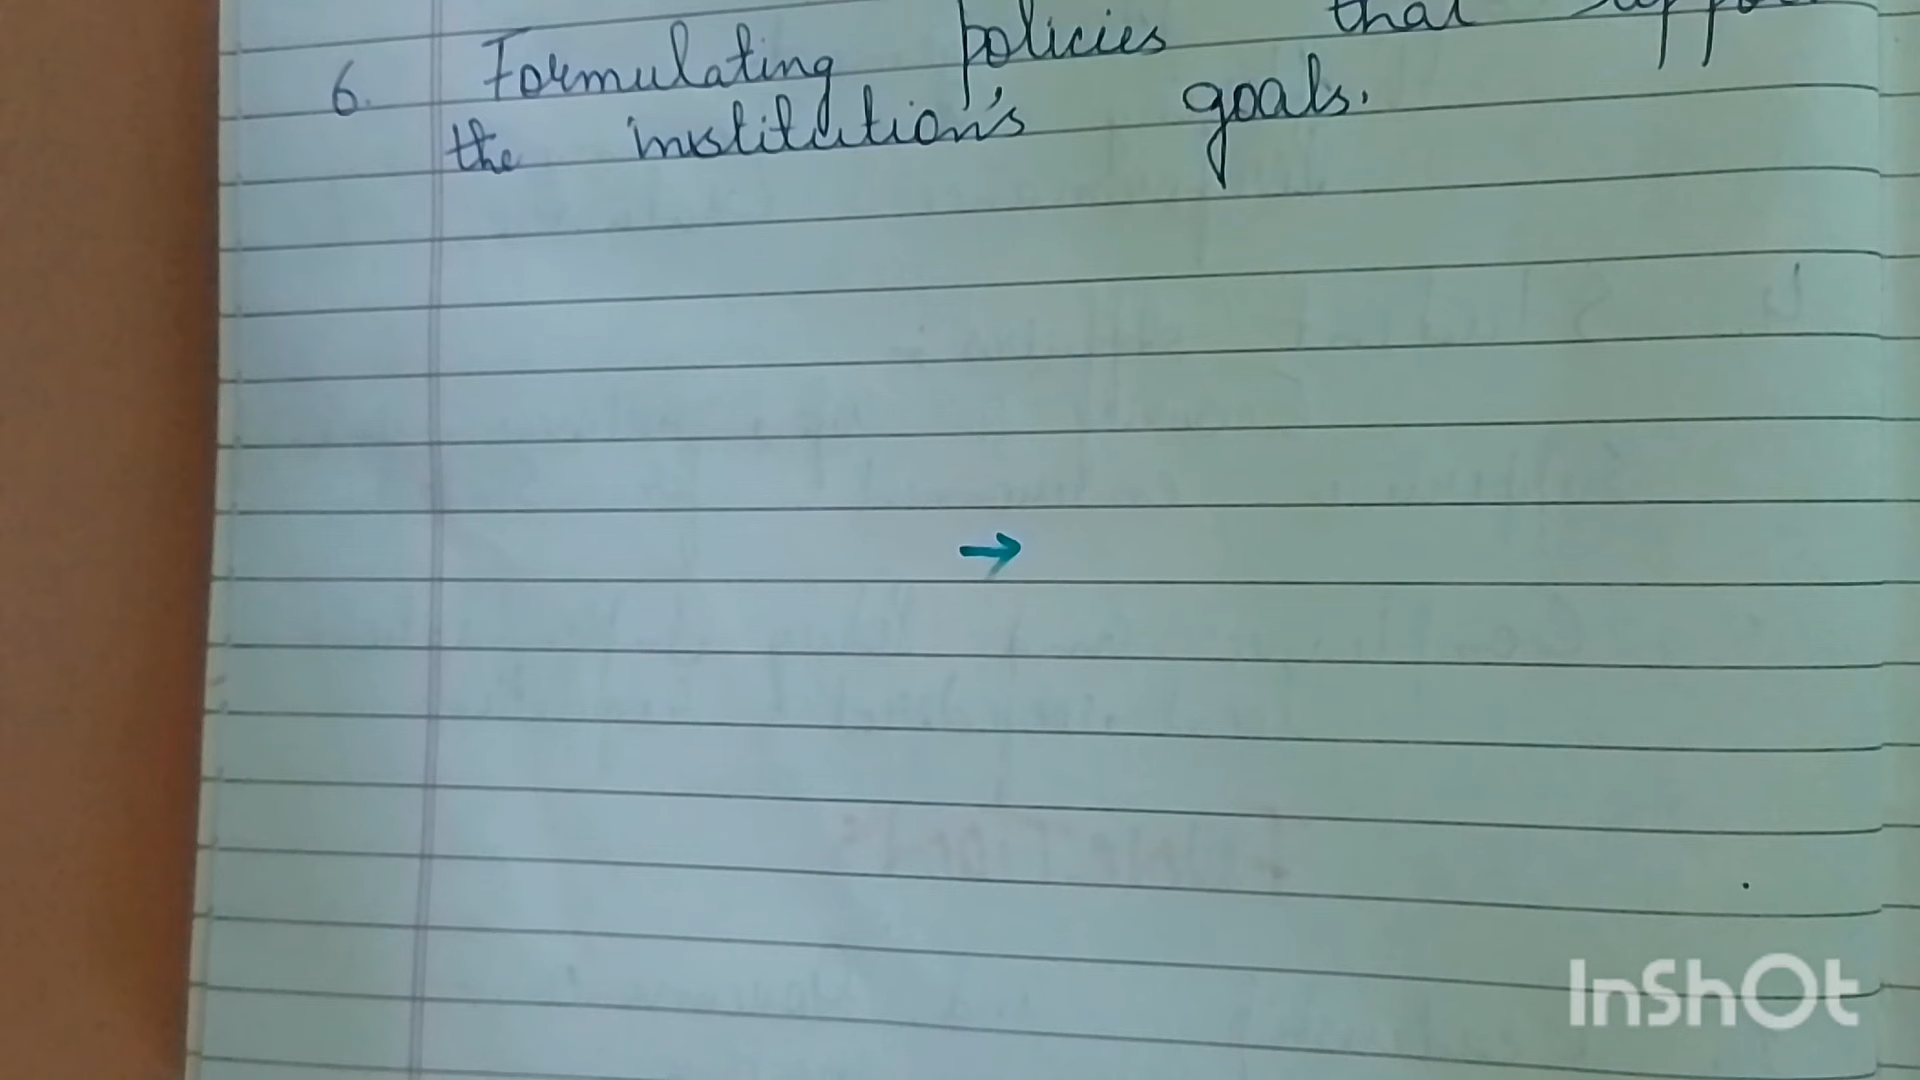 6. Formulating policies that
the institution's goals.
→
InShOt